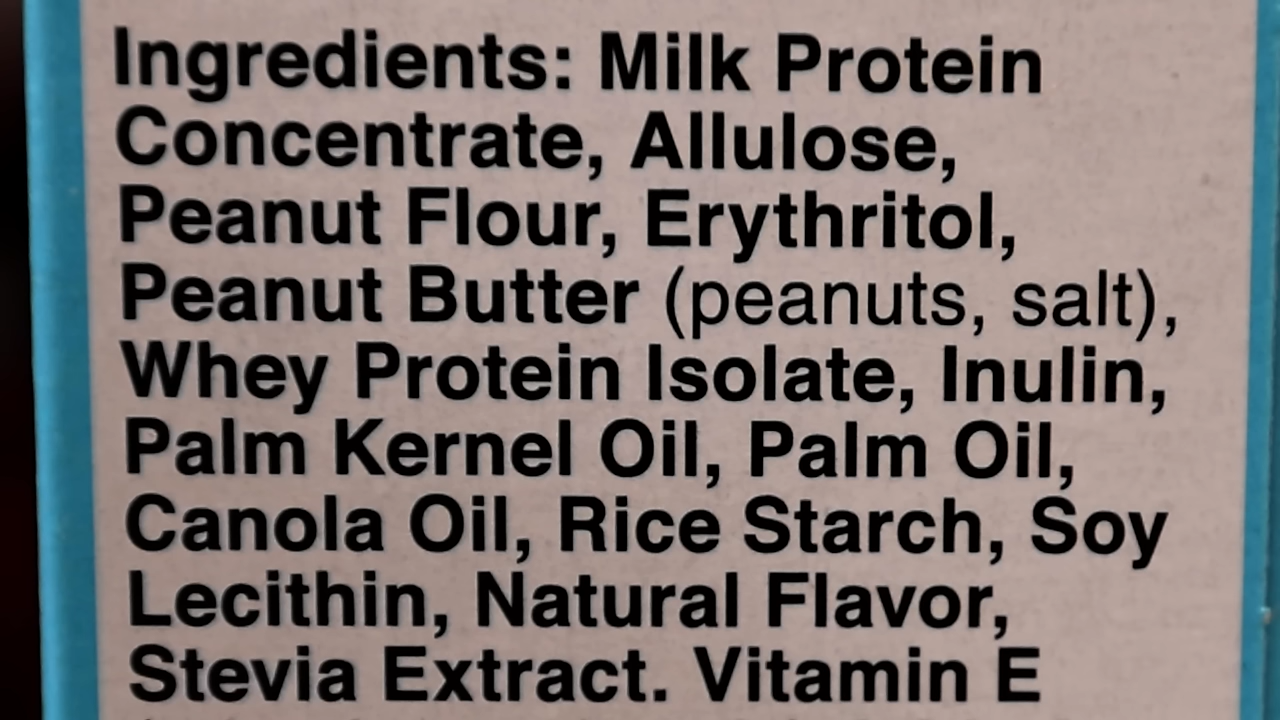 Ingredients: Milk Protein
Concentrate, Allulose,
Peanut Flour, Erythritol,
Peanut Butter (peanuts, salt),
Whey Protein Isolate, Inulin,
Palm Kernel Oil, Palm Oil,
Canola Oil, Rice Starch, Soy
Lecithin, Natural Flavor,
Stevia Extract. Vitamin E